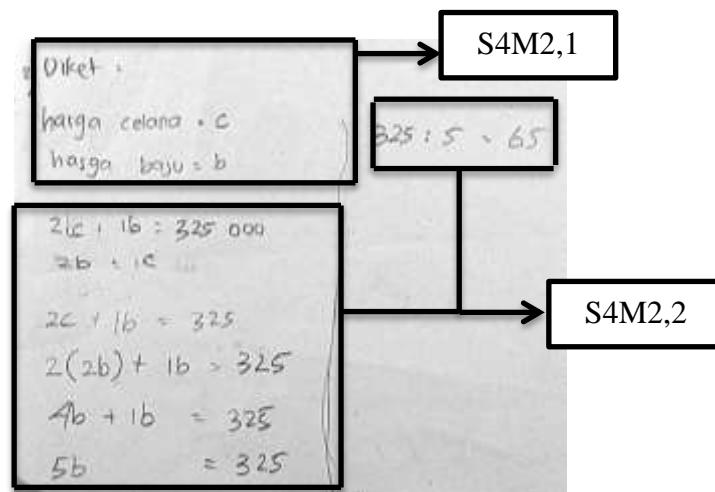 S4M2,1
Diket :
harga celana = c
harga baju = b
325 : 5 = 65
2c + 1b = 325 000
2b = 1c
2c + 1b = 325
2(2b) + 1b = 325
4b + 1b = 325
5b = 325
S4M2,2